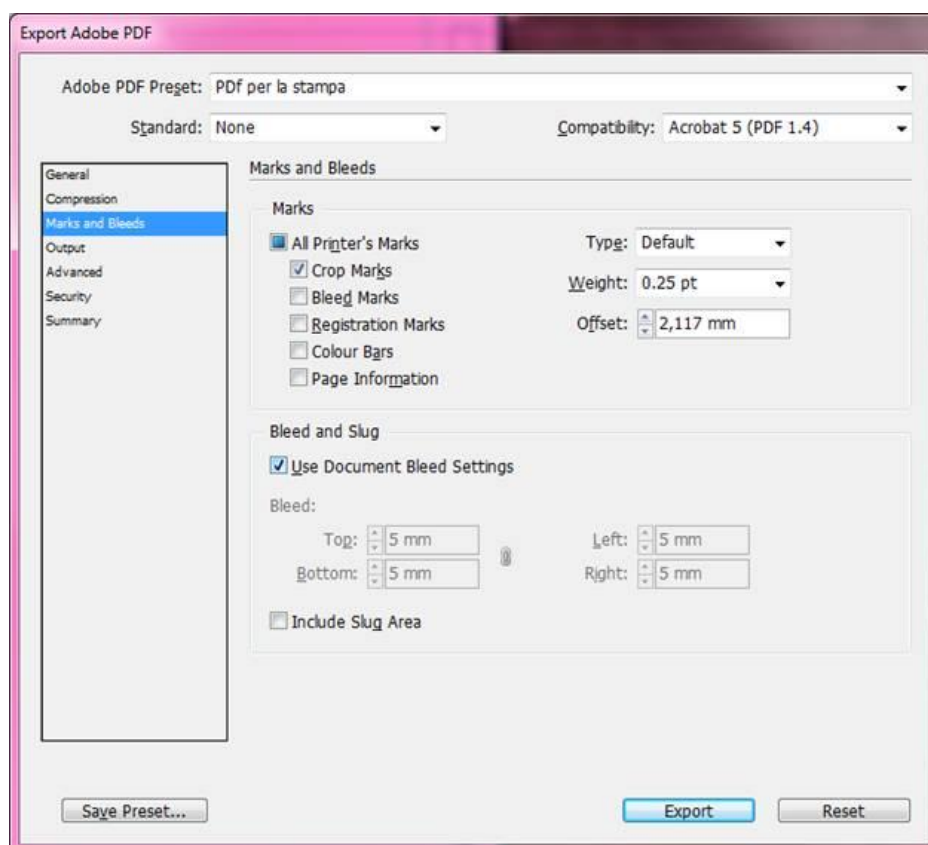 Export Adobe PDF
Adobe PDF Preset: PDf per la stampa
Standard: None Compatibility: Acrobat 5 (PDF 1.4)
General
Compression
Marks and Bleeds
Output
Advanced
Security
Summary
Marks and Bleeds
Marks
All Printer's Marks
Crop Marks
Bleed Marks
Registration Marks
Colour Bars
Page Information
Type: Default
Weight: 0.25 pt
Offset: 2,117 mm
Bleed and Slug
Use Document Bleed Settings
Bleed:
Top: 5 mm Left: 5 mm
Bottom: 5 mm Right: 5 mm
Include Slug Area
Save Preset... Export Reset